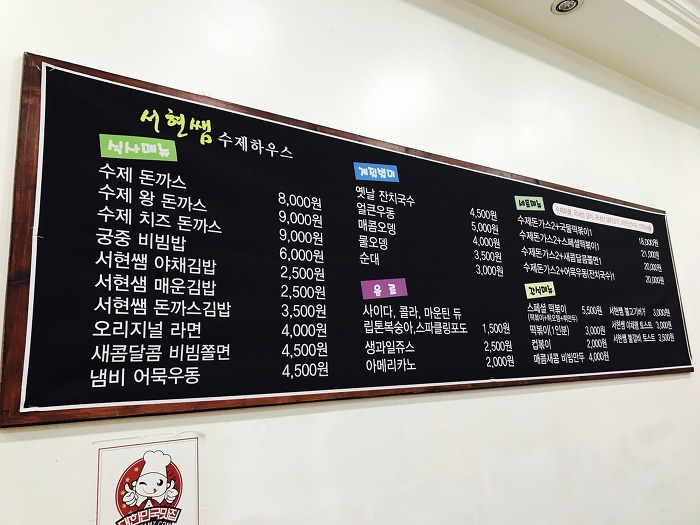 서현쌤 수제하우스
식사메뉴
수제 돈까스 8,000원
수제 왕 돈까스 9,000원
수제 치즈 돈까스 9,000원
궁중 비빔밥 6,000원
서현쌤 야채김밥 2,500원
서현샘 매운김밥 2,500원
서현쌤 돈까스김밥 3,500원
오리지널 라면 4,000원
새콤달콤 비빔쫄면 4,500원
냄비 어묵우동 4,500원
계절별미
옛날 잔치국수 4,500원
얼큰우동 5,000원
매콤오뎅 4,000원
물오뎅 3,500원
순대 3,000원
음료
사이다, 콜라, 마운틴 듀
립톤복숭아,스파클링포도 1,500원
생과일쥬스 2,500원
아메리카노 2,000원
세트메뉴
수제돈가스2+국물떡볶이1 18,000원
수제돈가스2+스페셜떡볶이1 21,000원
수제돈가스2+새콤달콤쫄면1 20,000원
수제돈가스2+어묵우동(잔치국수)1 20,000원
간식메뉴
스페셜 떡볶이 5,500원
떡볶이(1인분) 3,000원
컵볶이 2,000원
매콤새콤 비빔만두 4,000원
서현쌤 불고기버거 3,000원
서현쌤 야채햄 토스트 3,000원
서현쌤 불갈비 토스트 3,500원
대한민국맛집